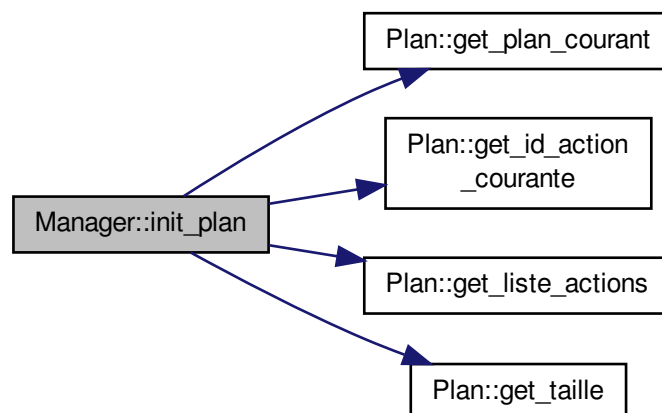 Plan::get_plan_courant
Plan::get_id_action
_courante
Manager::init_plan
Plan::get_liste_actions
Plan::get_taille